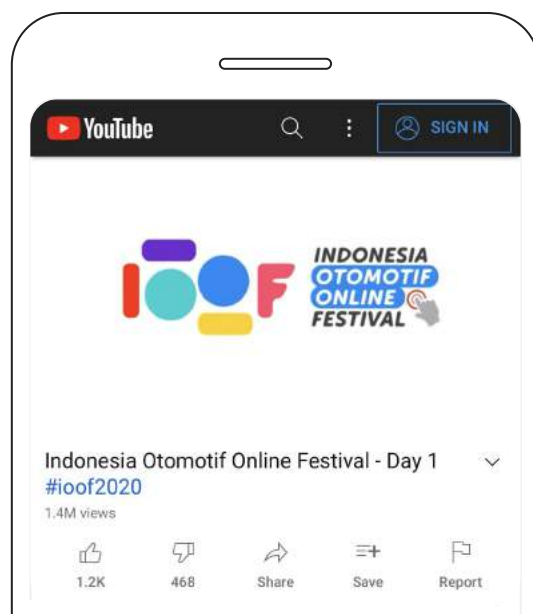 YouTube
SIGN IN
IOOF
INDONESIA
OTOMOTIF
ONLINE
FESTIVAL
Indonesia Otomotif Online Festival - Day 1
#ioof2020
1.4M views
1.2K 468 Share Save Report